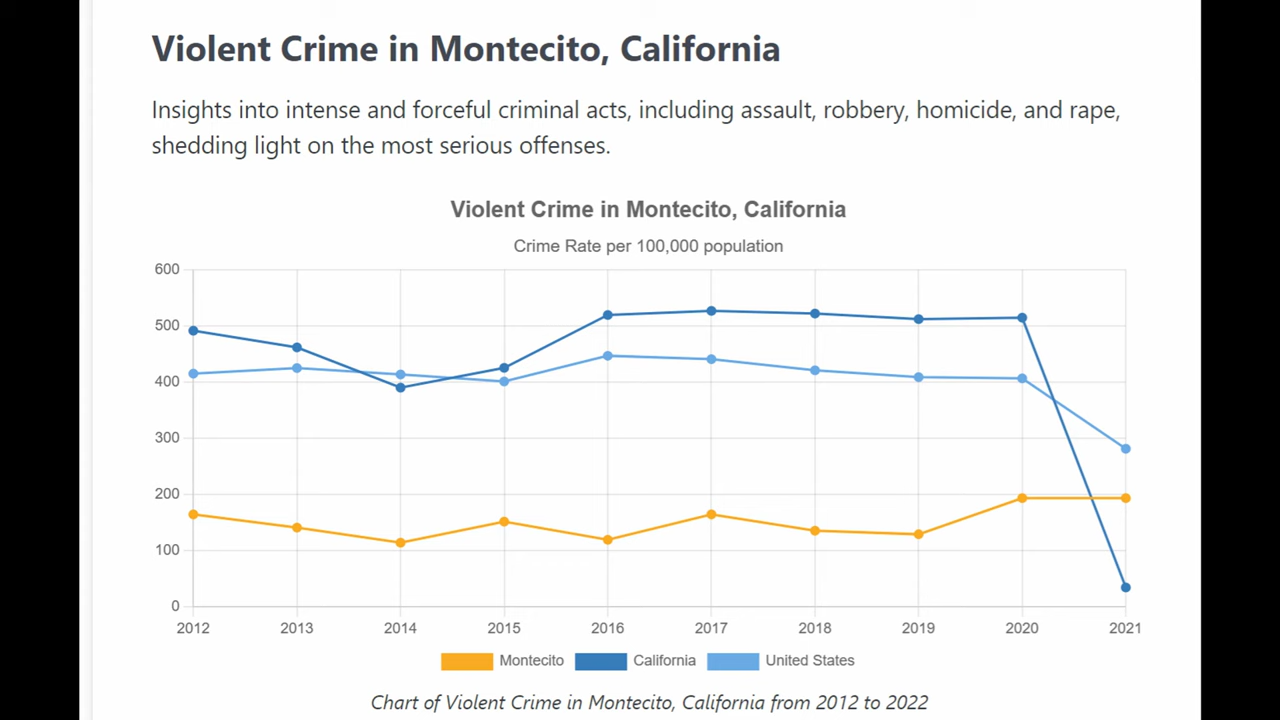 Violent Crime in Montecito, California
Insights into intense and forceful criminal acts, including assault, robbery, homicide, and rape,
shedding light on the most serious offenses.
Violent Crime in Montecito, California
Crime Rate per 100,000 population
600
500
400
300
200
100
0
2012 2013 2014 2015 2016 2017 2018 2019 2020 2021
Montecito California United States
Chart of Violent Crime in Montecito, California from 2012 to 2022